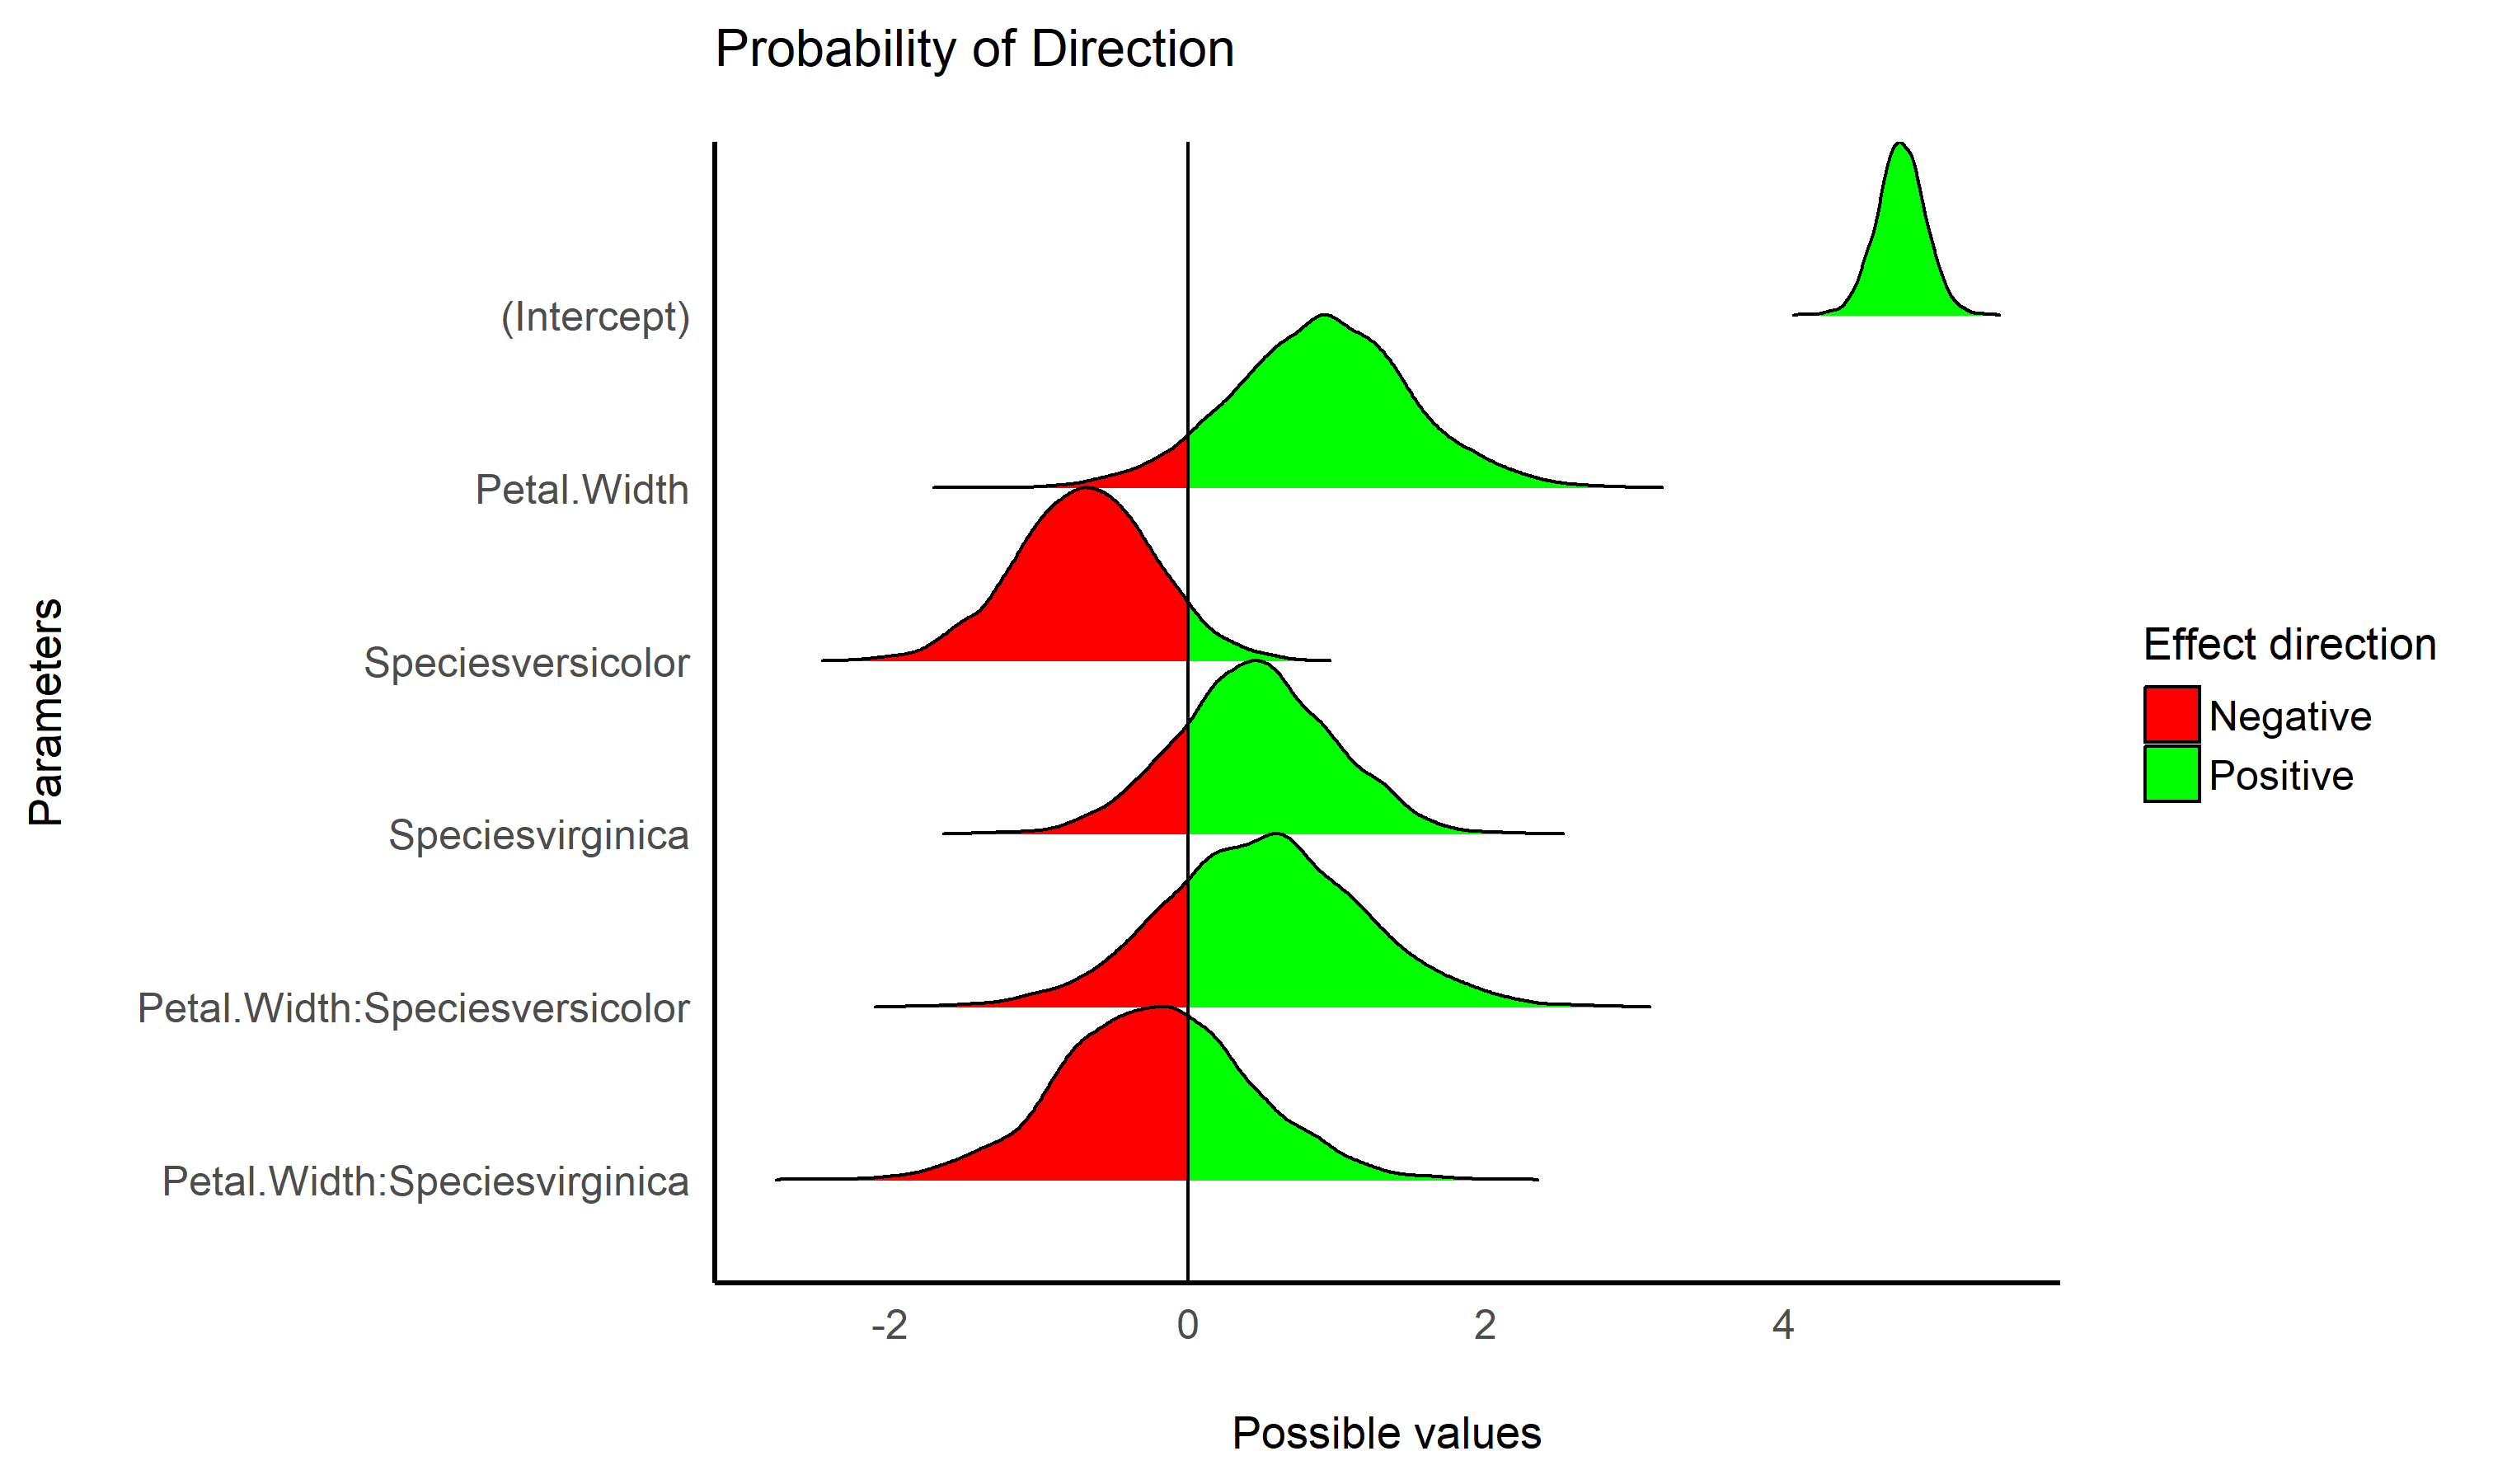 Probability of Direction
(Intercept)
Petal.Width
Speciesversicolor
Speciesvirginica
Petal.Width:Speciesversicolor
Petal.Width:Speciesvirginica
Parameters
-2 0 2 4
Possible values
Effect direction
Negative
Positive